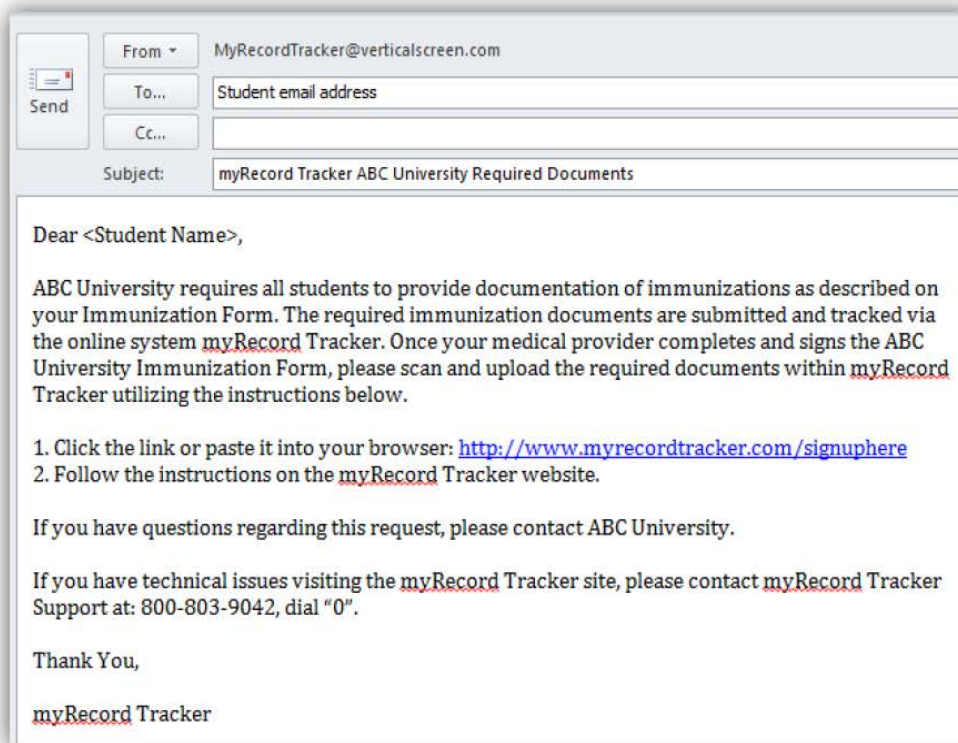 From
MyRecordTracker@verticalscreen.com
Send
To...
Student email address
Cc...
Subject:
myRecord Tracker ABC University Required Documents
Dear <Student Name>,
ABC University requires all students to provide documentation of immunizations as described on
your Immunization Form. The required immunization documents are submitted and tracked via
the online system myRecord Tracker. Once your medical provider completes and signs the ABC
University Immunization Form, please scan and upload the required documents within myRecord
Tracker utilizing the instructions below.
1. Click the link or paste it into your browser: http://www.myrecordtracker.com/signuphere
2. Follow the instructions on the myRecord Tracker website.
If you have questions regarding this request, please contact ABC University.
If you have technical issues visiting the myRecord Tracker site, please contact myRecord Tracker
Support at: 800-803-9042, dial “0”.
Thank You,
myRecord Tracker